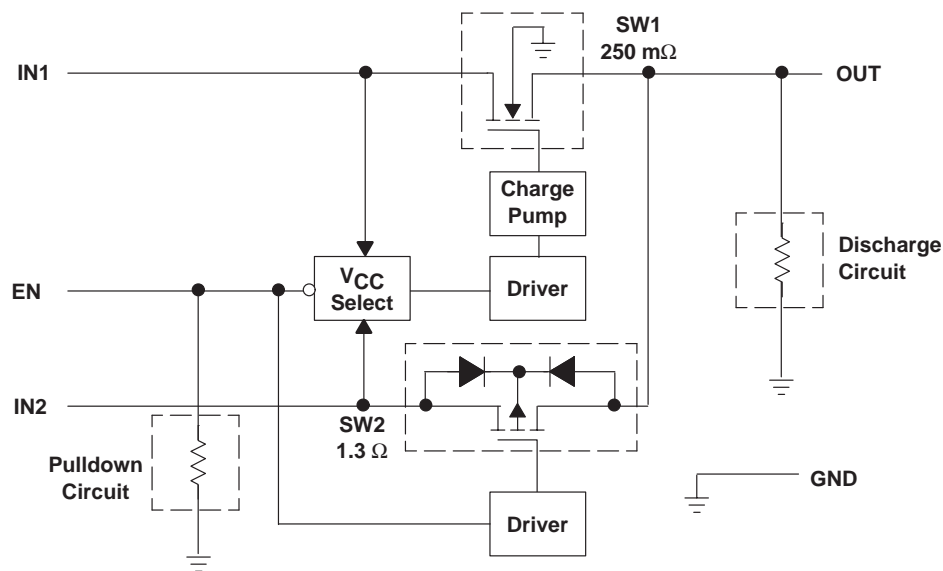 SW1
250 mΩ
IN1
OUT
Charge
Pump
Discharge
Circuit
VCC
Select
Driver
EN
IN2
SW2
1.3 Ω
Pulldown
Circuit
GND
Driver